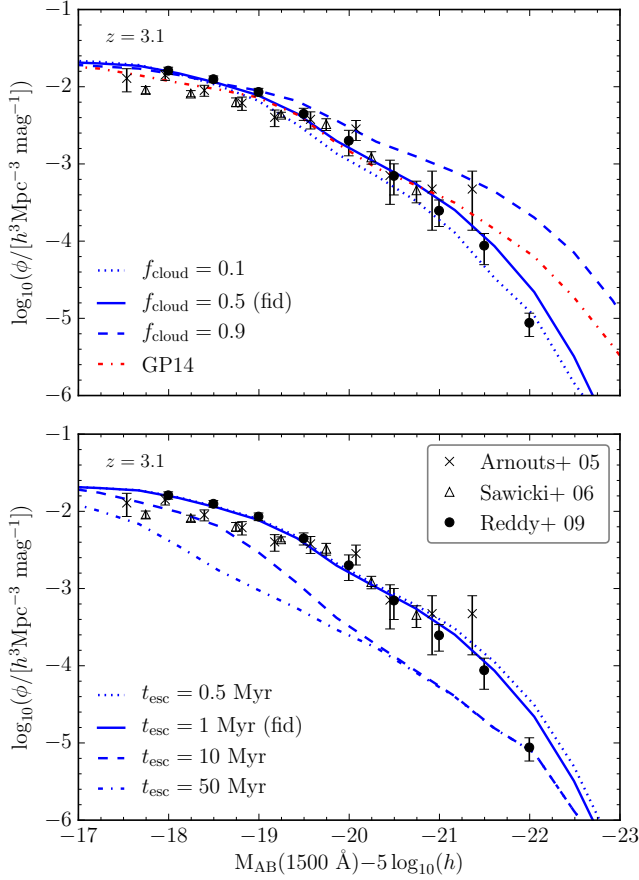 −1
z = 3.1
−2
−3
−4
−5
−6
log₁₀(ϕ/[h³Mpc⁻³ mag⁻¹])
f_cloud = 0.1
f_cloud = 0.5 (fid)
f_cloud = 0.9
GP14
−1
z = 3.1
Arnouts+ 05
Sawicki+ 06
Reddy+ 09
−2
−3
−4
−5
−6
log₁₀(ϕ/[h³Mpc⁻³ mag⁻¹])
t_esc = 0.5 Myr
t_esc = 1 Myr (fid)
t_esc = 10 Myr
t_esc = 50 Myr
−17 −18 −19 −20 −21 −22 −23
M_AB(1500 Å)−5 log₁₀(h)